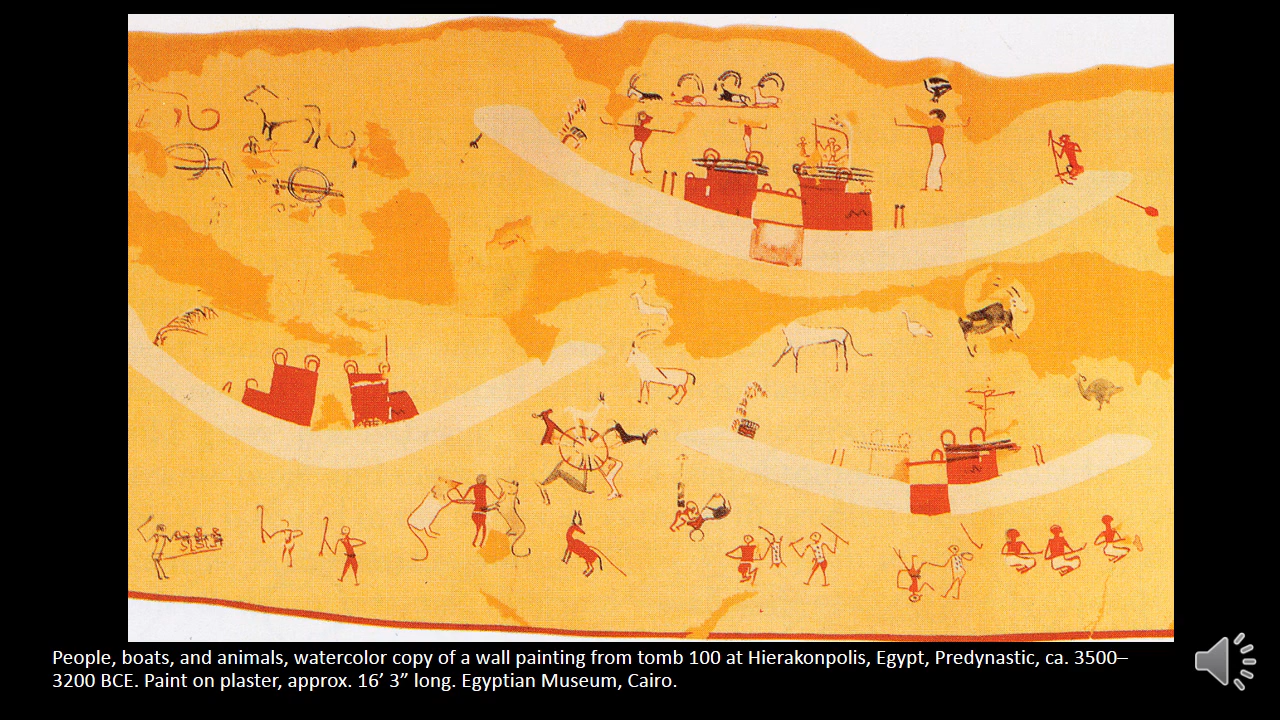 People, boats, and animals, watercolor copy of a wall painting from tomb 100 at Hierakonpolis, Egypt, Predynastic, ca. 3500–
3200 BCE. Paint on plaster, approx. 16’ 3” long. Egyptian Museum, Cairo.